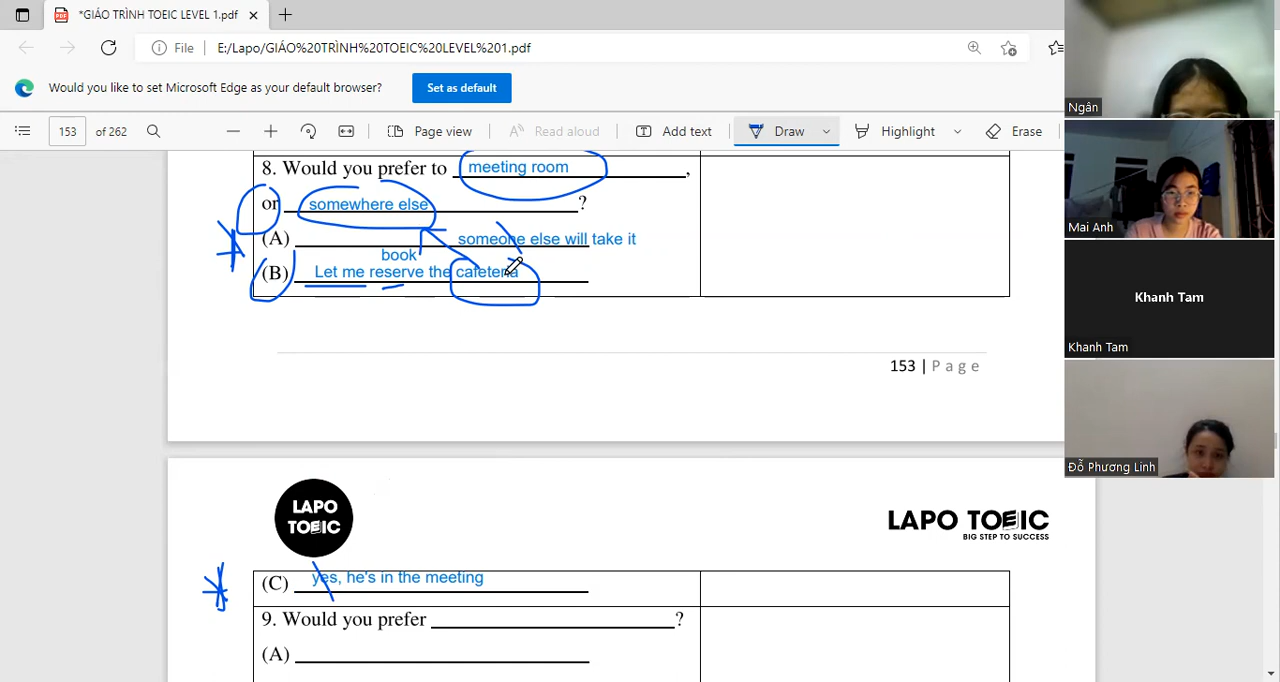 *GIÁO TRÌNH TOEIC LEVEL 1.pdf
File E:/Lapo/GIÁO%20TRÌNH%20TOEIC%20LEVEL%201.pdf
Would you like to set Microsoft Edge as your default browser? Set as default
153 of 262 Page view Read aloud Add text Draw Highlight Erase
8. Would you prefer to meeting room,
or somewhere else?
(A) someone else will take it
book
(B) Let me reserve the cafeteria
153 | Page
LAPO
TOEIC
LAPO TOEIC
BIG STEP TO SUCCESS
(C) yes, he's in the meeting
9. Would you prefer ?
(A)
Ngân
Mai Anh
Khanh Tam
Khanh Tam
Đỗ Phương Linh